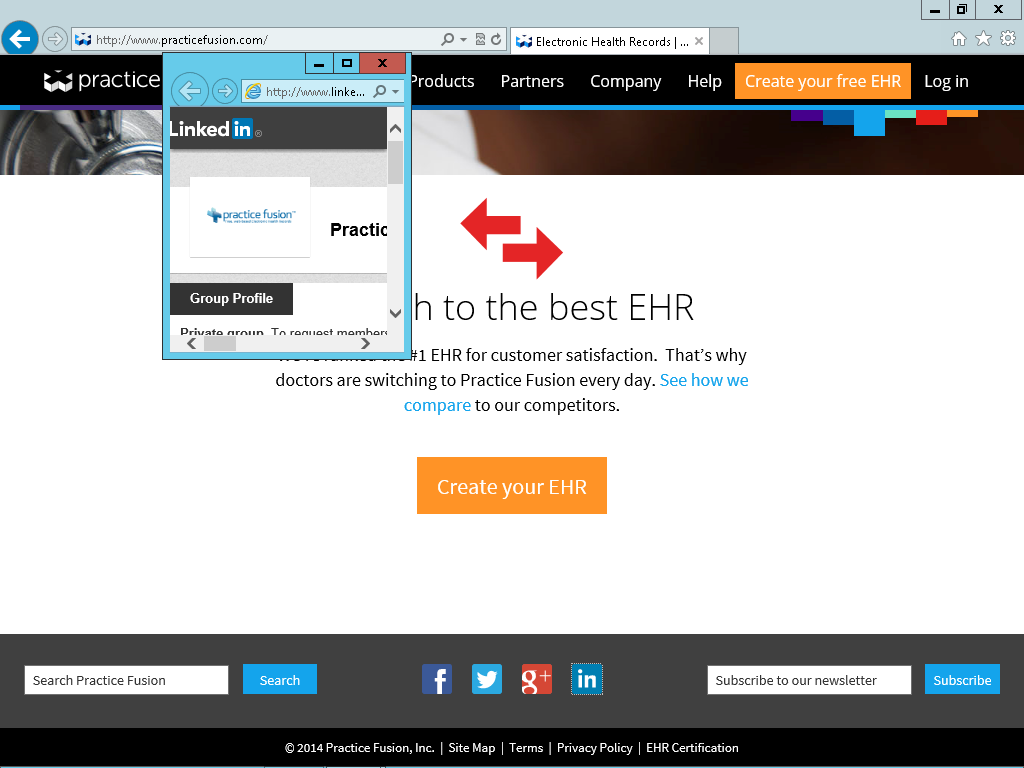 http://www.practicefusion.com/
Electronic Health Records | ...
practice
Products
Partners
Company
Help
Create your free EHR
Log in
http://www.linke...
Linked in ®
practice fusion™
Practic
Group Profile
Private group. To request members
h to the best EHR
#1 EHR for customer satisfaction. That's why
doctors are switching to Practice Fusion every day. See how we
compare to our competitors.
Create your EHR
Search Practice Fusion
Search
f
g+
in
Subscribe to our newsletter
Subscribe
© 2014 Practice Fusion, Inc. | Site Map | Terms | Privacy Policy | EHR Certification